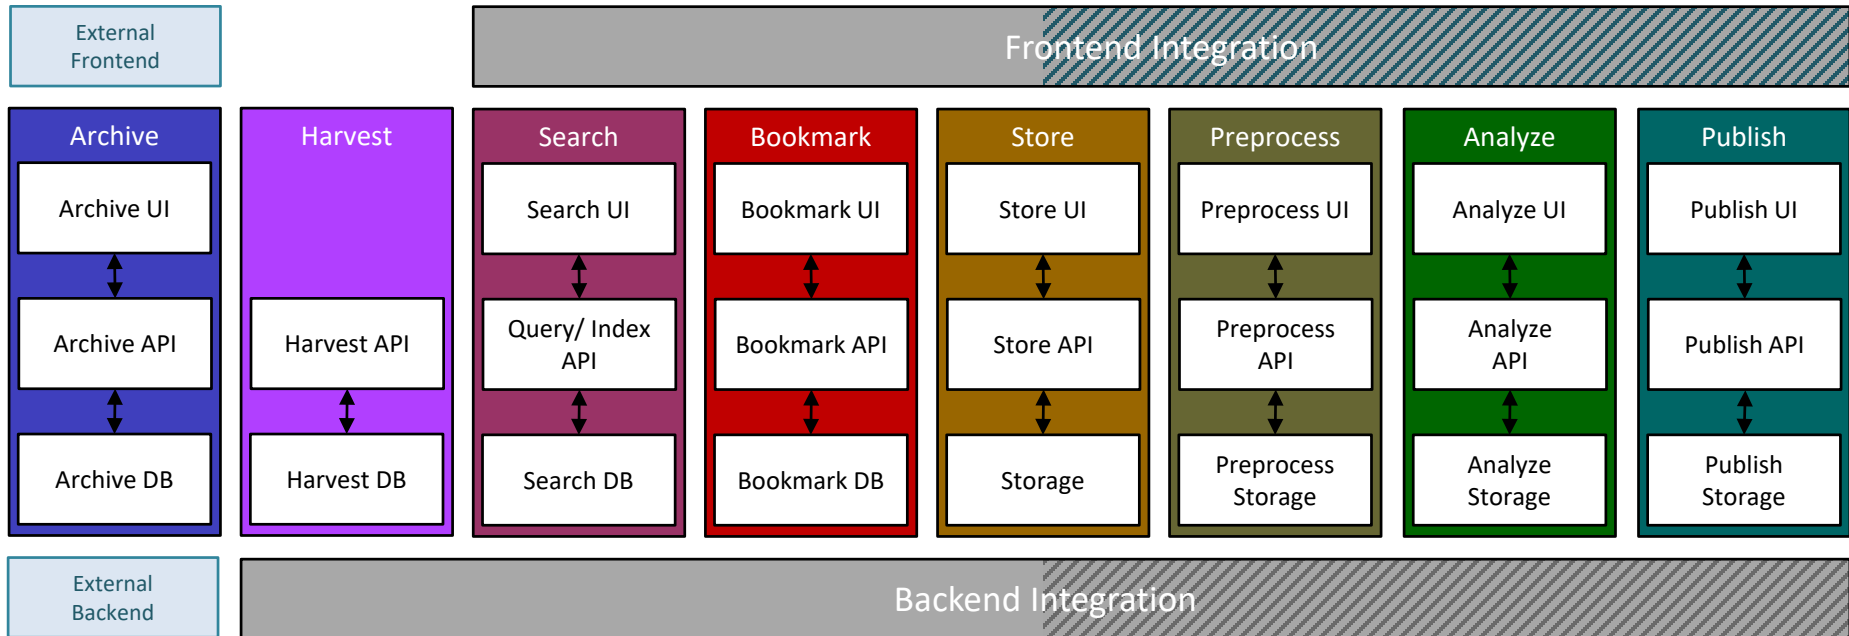 External
Frontend
Frontend Integration
Archive
Harvest
Search
Bookmark
Store
Preprocess
Analyze
Publish
Archive UI
Search UI
Bookmark UI
Store UI
Preprocess UI
Analyze UI
Publish UI
Archive API
Harvest API
Query/ Index
API
Bookmark API
Store API
Preprocess
API
Analyze
API
Publish API
Archive DB
Harvest DB
Search DB
Bookmark DB
Storage
Preprocess
Storage
Analyze
Storage
Publish
Storage
External
Backend
Backend Integration